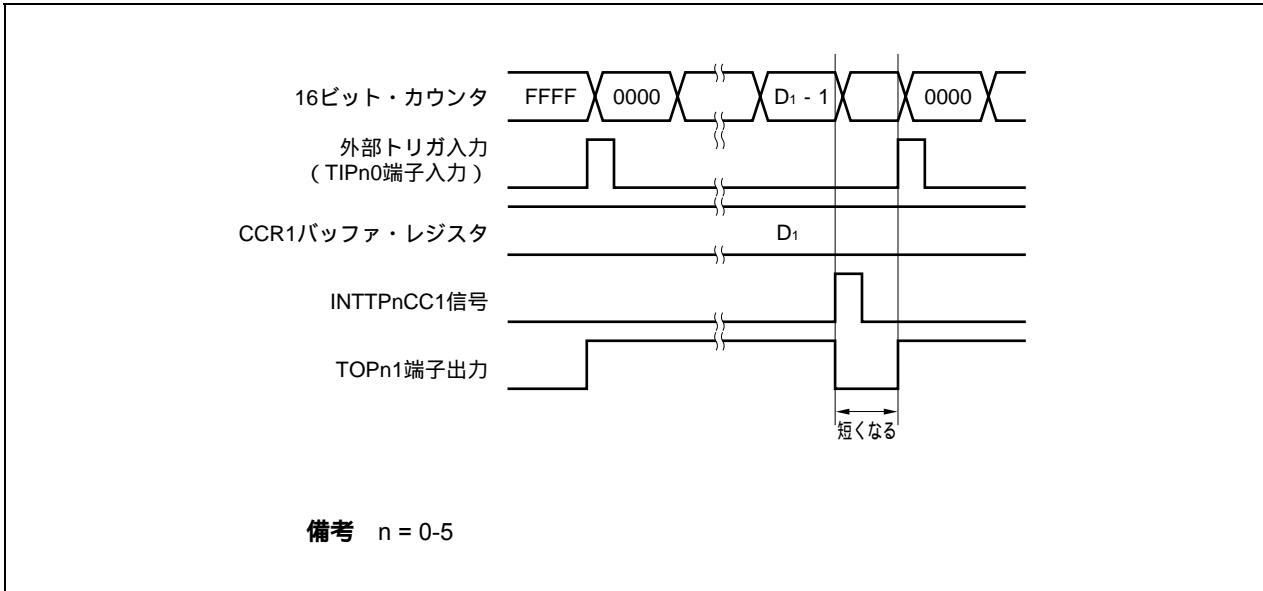 16ビット・カウンタ FFFF 0000 D1 - 1 0000
外部トリガ入力
（TIPn0端子入力）
CCR1バッファ・レジスタ D1
INTTPnCC1信号
TOPn1端子出力
短くなる
備考 n = 0-5